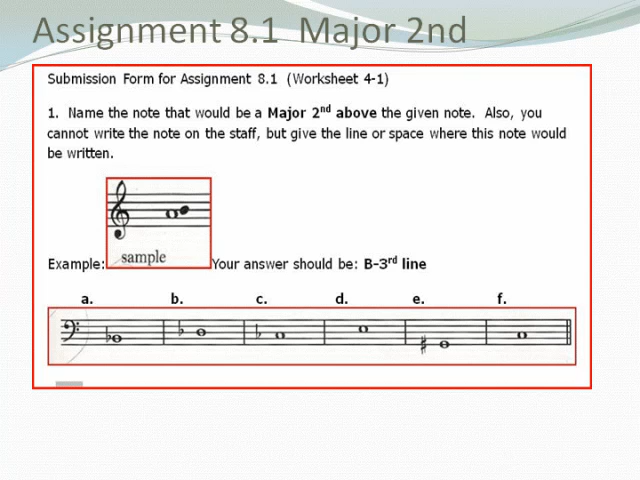 Assignment 8.1 Major 2nd
Submission Form for Assignment 8.1 (Worksheet 4-1)
1. Name the note that would be a Major 2nd above the given note. Also, you
cannot write the note on the staff, but give the line or space where this note would
be written.
sample
Example: Your answer should be: B-3rd line
a. b. c. d. e. f.